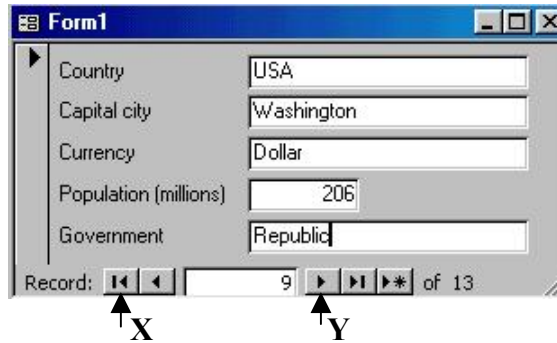 Form1
Country USA
Capital city Washington
Currency Dollar
Population (millions) 206
Government Republic
Record: 9 of 13
X Y